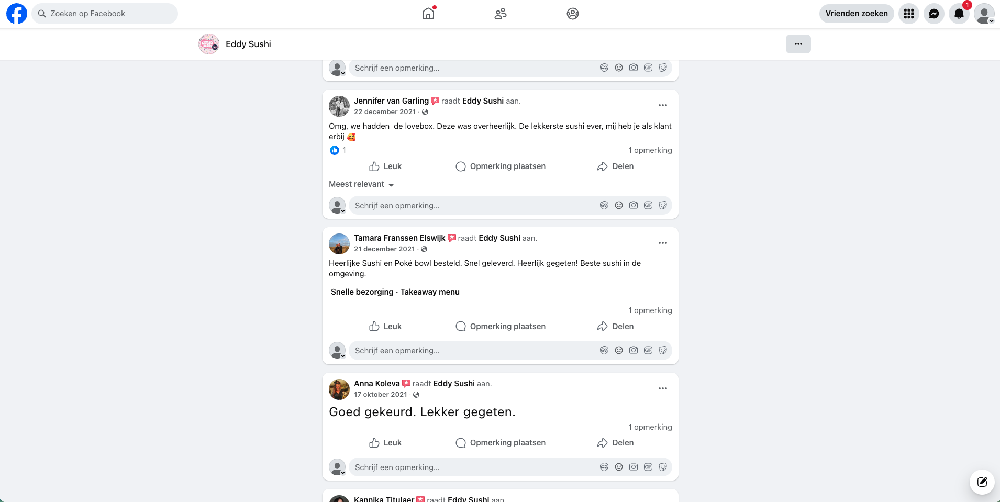 Zoeken op Facebook
Vrienden zoeken
1
Eddy Sushi
Schrijf een opmerking...
GIF
Jennifer van Garling raadt Eddy Sushi aan.
22 december 2021 ·
Omg, we hadden de lovebox. Deze was overheerlijk. De lekkerste sushi ever, mij heb je als klant
erbij 🥰
1
1 opmerking
Leuk
Opmerking plaatsen
Delen
Meest relevant
Schrijf een opmerking...
GIF
Tamara Franssen Elswijk raadt Eddy Sushi aan.
21 december 2021 ·
Heerlijke Sushi en Poké bowl besteld. Snel geleverd. Heerlijk gegeten! Beste sushi in de
omgeving.
Snelle bezorging · Takeaway menu
1 opmerking
Leuk
Opmerking plaatsen
Delen
Schrijf een opmerking...
GIF
Anna Koleva raadt Eddy Sushi aan.
17 oktober 2021 ·
Goed gekeurd. Lekker gegeten.
1 opmerking
Leuk
Opmerking plaatsen
Delen
Schrijf een opmerking...
GIF
Kannika Titulaer raadt Eddy Sushi aan.